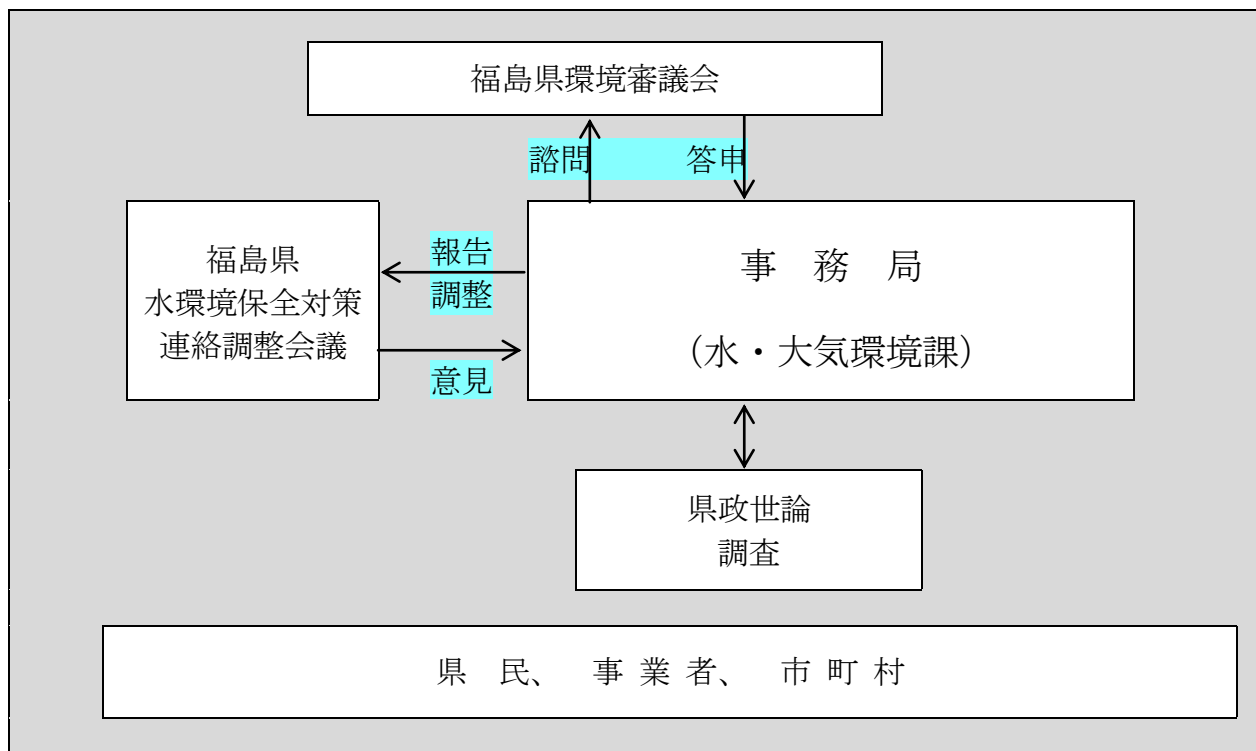 福島県環境審議会
諮問　　　答申
福島県
水環境保全対策
連絡調整会議
報告
調整
意見
事　務　局
（水・大気環境課）
県政世論
調査
県　民、　事 業 者、　市 町 村